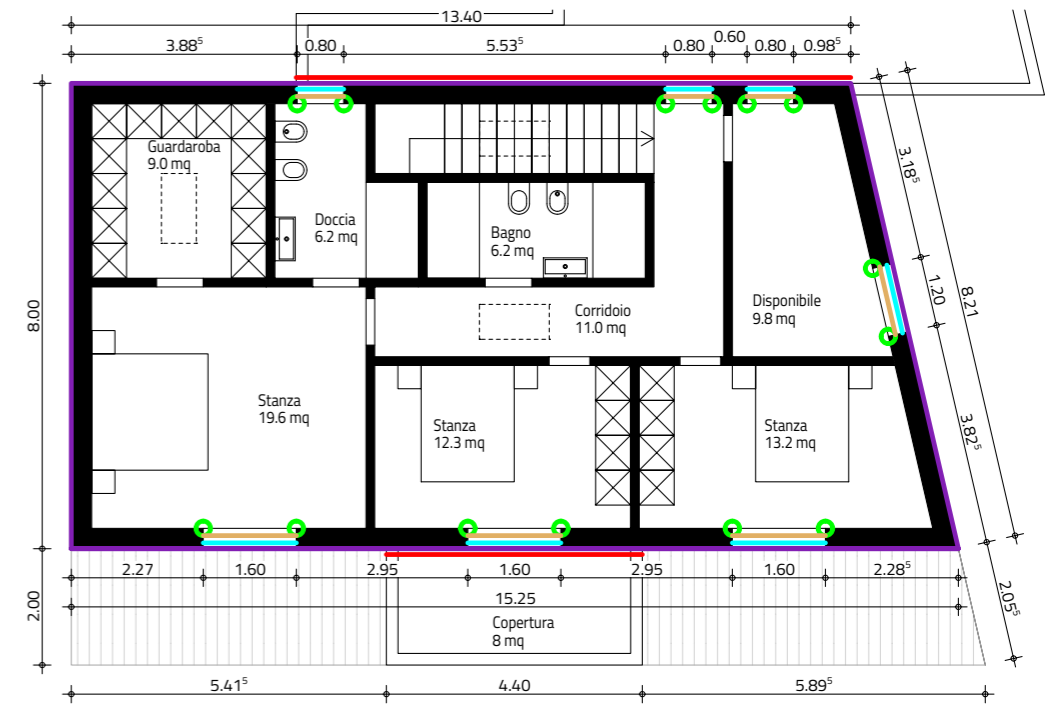 13.40
0.60
3.88⁵
0.80
5.53⁵
0.80
0.80
0.98⁵
Guardaroba
9.0 mq
3.18⁵
Doccia
6.2 mq
Bagno
6.2 mq
8.00
Corridoio
11.0 mq
Disponibile
9.8 mq
1.20
8.21
Stanza
19.6 mq
Stanza
12.3 mq
Stanza
13.2 mq
3.82⁵
2.27
1.60
2.95
1.60
2.95
1.60
2.28⁵
15.25
2.00
2.05⁵
Copertura
8 mq
5.41⁵
4.40
5.89⁵